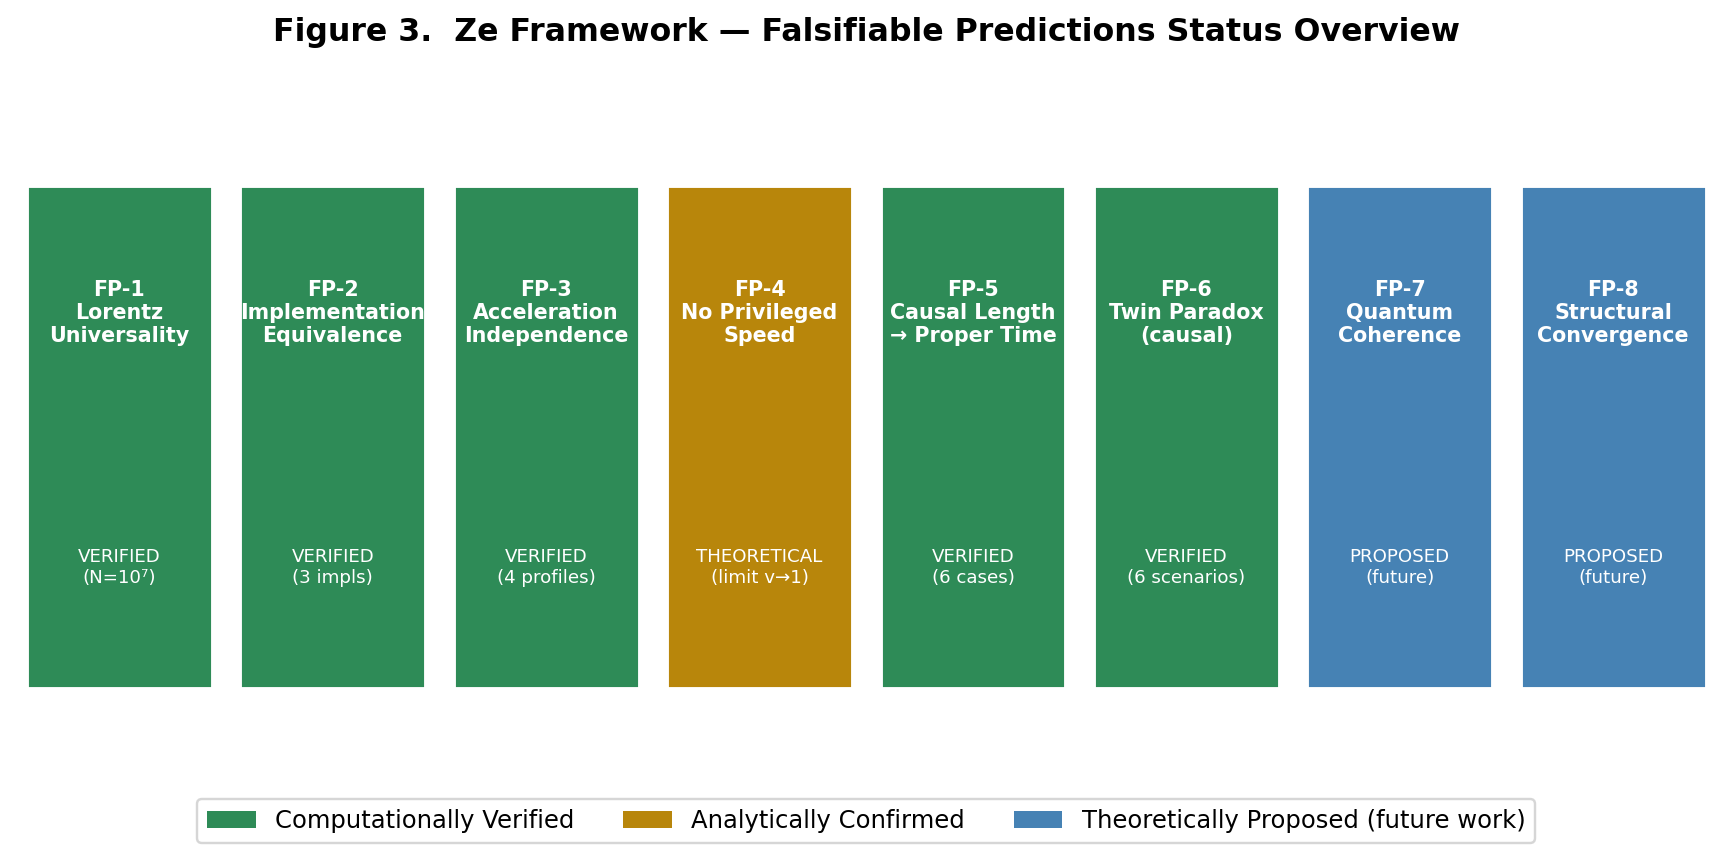 Figure 3.  Ze Framework — Falsifiable Predictions Status Overview
FP-1
Lorentz
Universality
VERIFIED
(N=10⁷)
FP-2
Implementation
Equivalence
VERIFIED
(3 impls)
FP-3
Acceleration
Independence
VERIFIED
(4 profiles)
FP-4
No Privileged
Speed
THEORETICAL
(limit v→1)
FP-5
Causal Length
→ Proper Time
VERIFIED
(6 cases)
FP-6
Twin Paradox
(causal)
VERIFIED
(6 scenarios)
FP-7
Quantum
Coherence
PROPOSED
(future)
FP-8
Structural
Convergence
PROPOSED
(future)
Computationally Verified
Analytically Confirmed
Theoretically Proposed (future work)